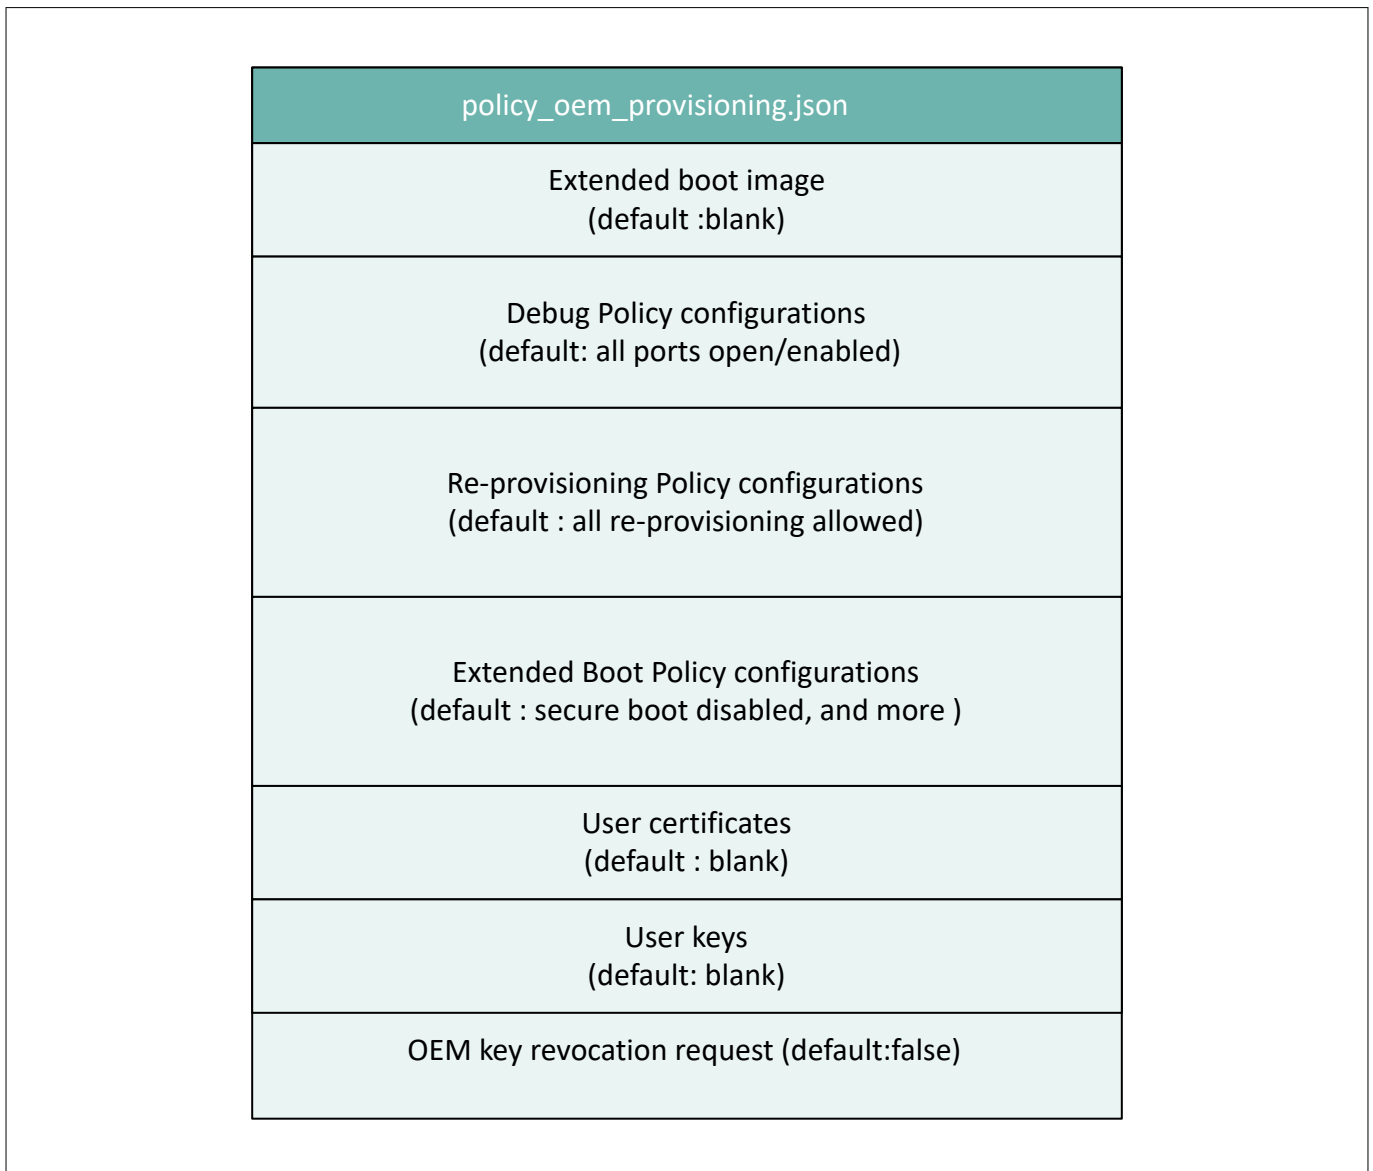 policy_oem_provisioning.json
Extended boot image
(default :blank)
Debug Policy configurations
(default: all ports open/enabled)
Re-provisioning Policy configurations
(default : all re-provisioning allowed)
Extended Boot Policy configurations
(default : secure boot disabled, and more )
User certificates
(default : blank)
User keys
(default: blank)
OEM key revocation request (default:false)